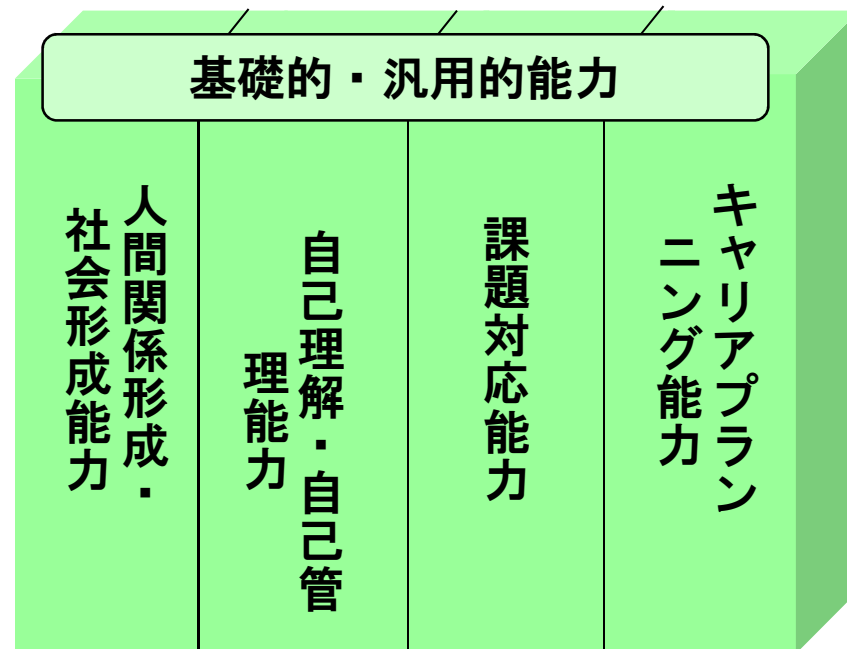 基礎的・汎用的能力
人間関係形成・
社会形成能力
自己理解・自己管
理能力
課題対応能力
キャリアプラン
ニング能力